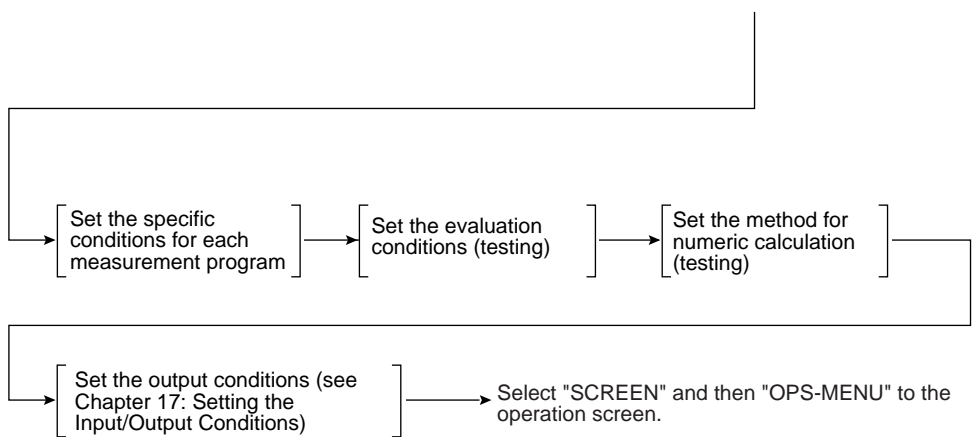 Set the specific
conditions for each
measurement program
Set the evaluation
conditions (testing)
Set the method for
numeric calculation
(testing)
Set the output conditions (see
Chapter 17: Setting the
Input/Output Conditions)
Select "SCREEN" and then "OPS-MENU" to the
operation screen.